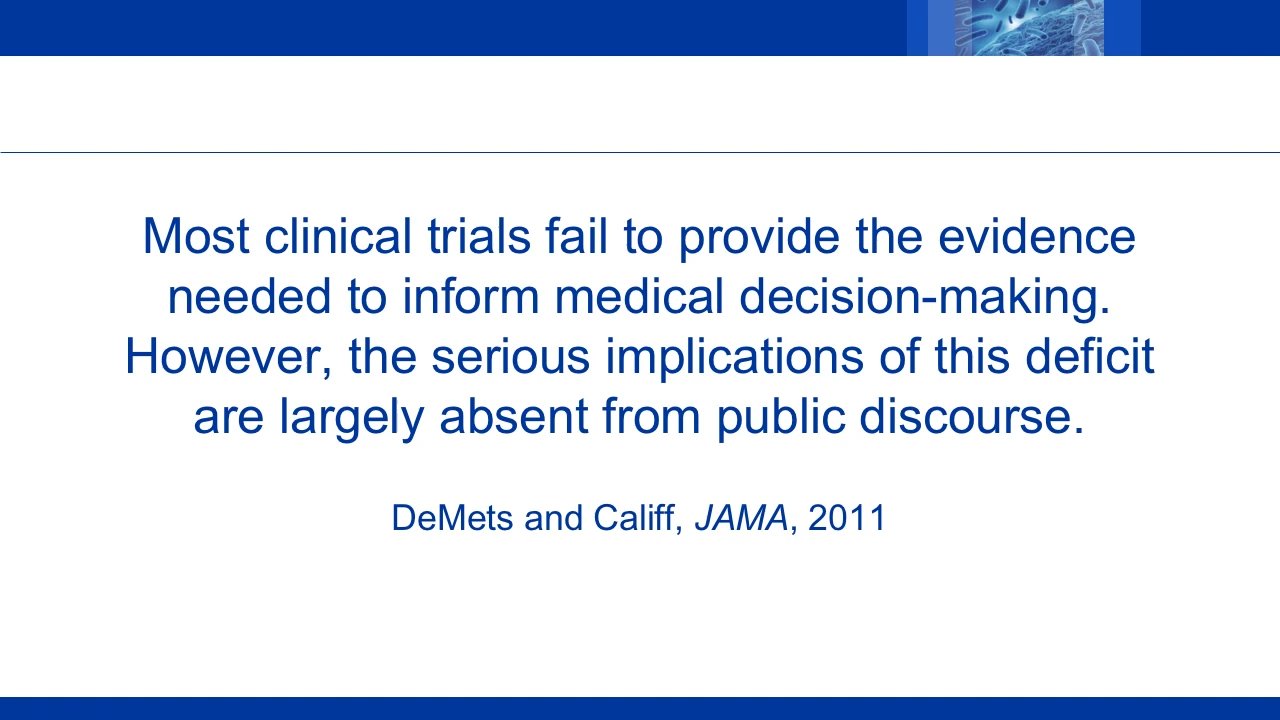 Most clinical trials fail to provide the evidence
needed to inform medical decision-making.
However, the serious implications of this deficit
are largely absent from public discourse.
DeMets and Califf, JAMA, 2011